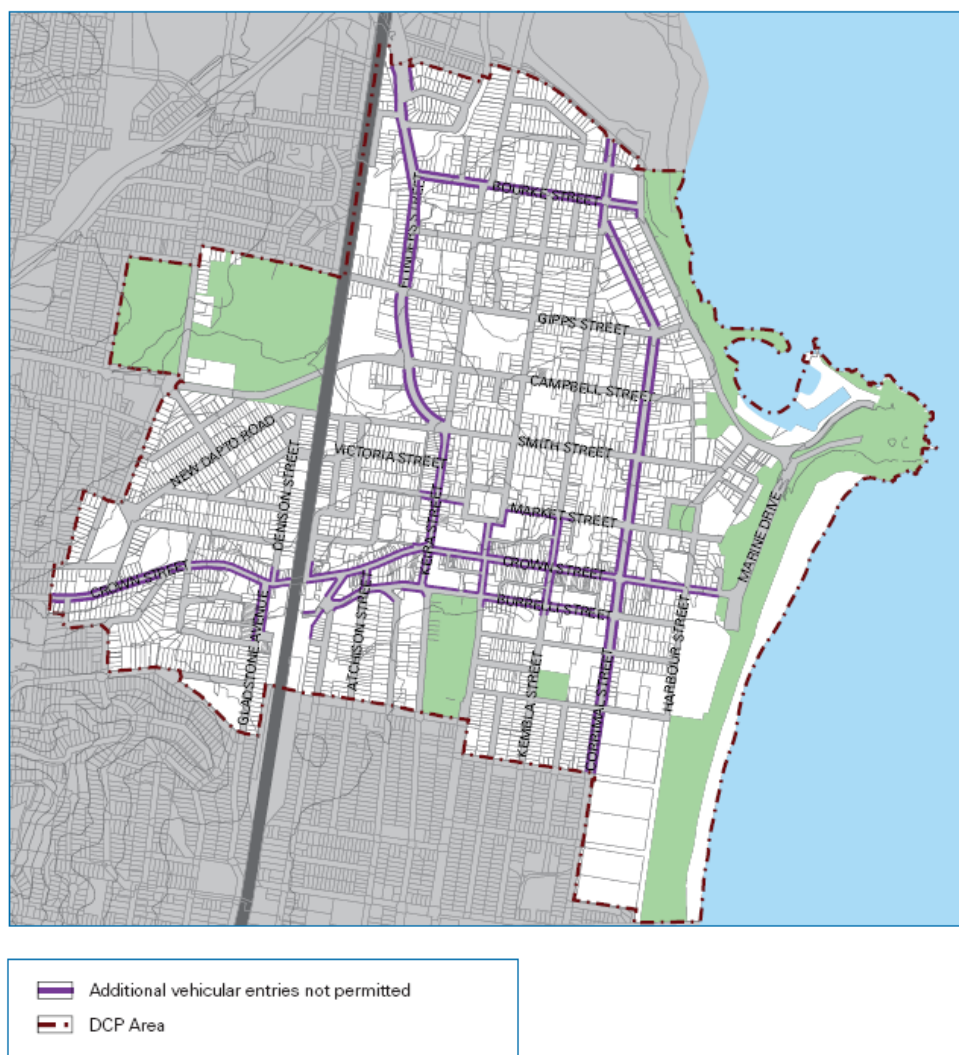 BOURKE STREET
FLINDERS STREET
GIPPS STREET
CAMPBELL STREET
SMITH STREET
NEW DAPTO ROAD
VICTORIA STREET
DENISON STREET
MARKET STREET
MARINE DRIVE
KEIRA STREET
CROWN STREET
CROWN STREET
BURELLI STREET
GLADSTONE AVENUE
ATCHISON STREET
HARBOUR STREET
KEMBLA STREET
CORRIMAL STREET
Additional vehicular entries not permitted
DCP Area